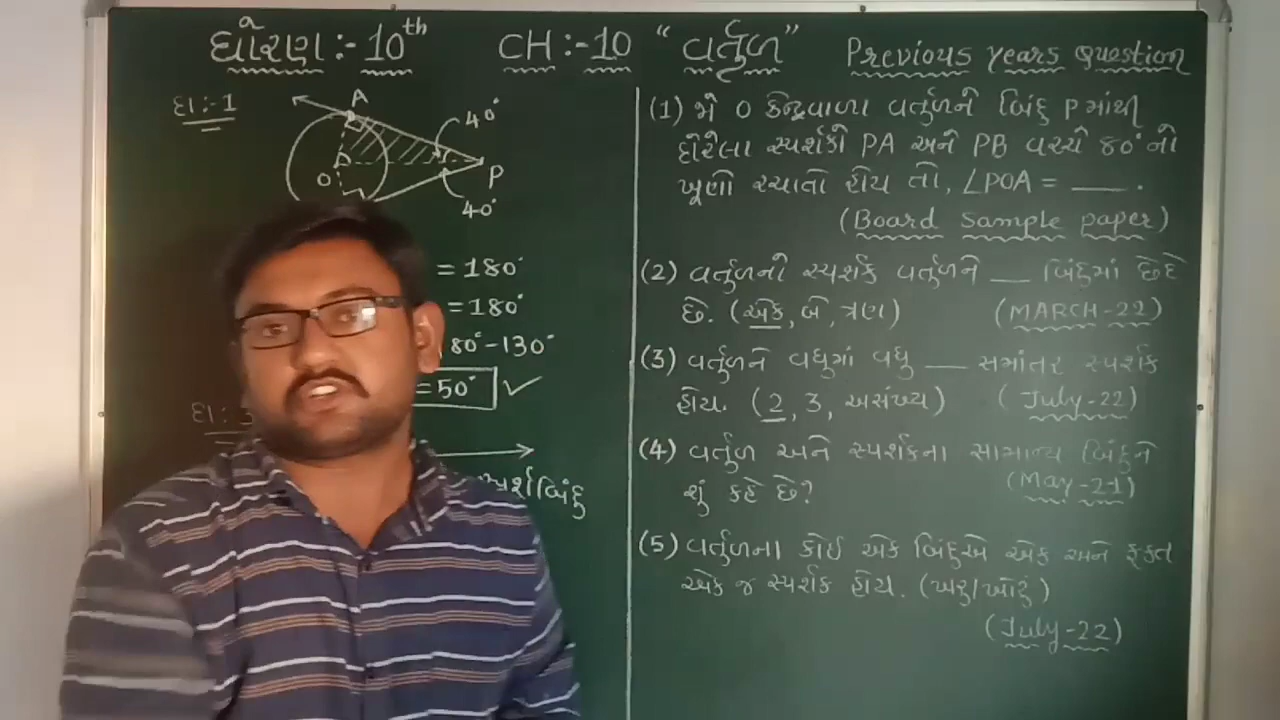 ધોરણ :- 10th CH :- 10 "વર્તુળ" Previous years question
દા :- 1
A
40°
O
P
40°
= 180°
= 180°
80° - 130°
= 50°
દા : 3
સ્પર્શબિંદુ
(1) જો O કેન્દ્રવાળા વર્તુળને બિંદુ P માંથી
દોરેલા સ્પર્શકો PA અને PB વચ્ચે 80° નો
ખૂણો રચાતો હોય તો, ∠POA = ___ .
(Board Sample paper)
(2) વર્તુળનો સ્પર્શક વર્તુળને __ બિંદુમાં છેદે
છે. (એક, બે, ત્રણ) (MARCH-22)
(3) વર્તુળને વધુમાં વધુ ___ સમાંતર સ્પર્શક
હોય. (2, 3, અસંખ્ય) (July-22)
(4) વર્તુળ અને સ્પર્શકના સામાન્ય બિંદુને
શું કહે છે? (May-21)
(5) વર્તુળના કોઈ એક બિંદુએ એક અને ફક્ત
એક જ સ્પર્શક હોય. (ખરું/ખોટું)
(July-22)